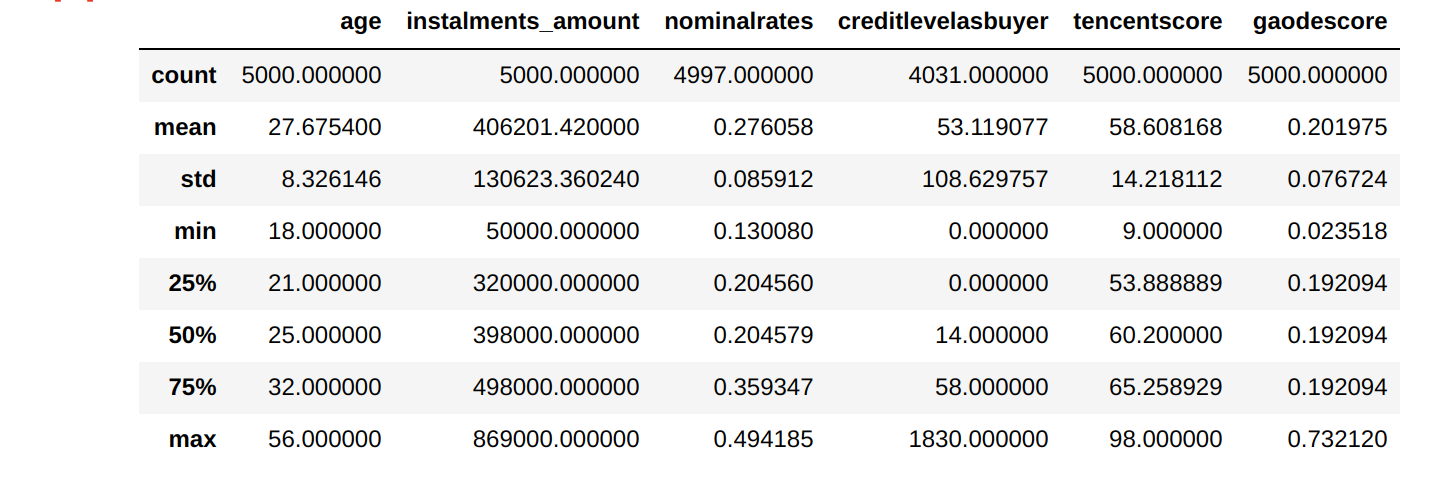 age instalments_amount nominalrates creditlevelasbuyer tencentscore gaodescore
count 5000.000000 5000.000000 4997.000000 4031.000000 5000.000000 5000.000000
mean 27.675400 406201.420000 0.276058 53.119077 58.608168 0.201975
std 8.326146 130623.360240 0.085912 108.629757 14.218112 0.076724
min 18.000000 50000.000000 0.130080 0.000000 9.000000 0.023518
25% 21.000000 320000.000000 0.204560 0.000000 53.888889 0.192094
50% 25.000000 398000.000000 0.204579 14.000000 60.200000 0.192094
75% 32.000000 498000.000000 0.359347 58.000000 65.258929 0.192094
max 56.000000 869000.000000 0.494185 1830.000000 98.000000 0.732120